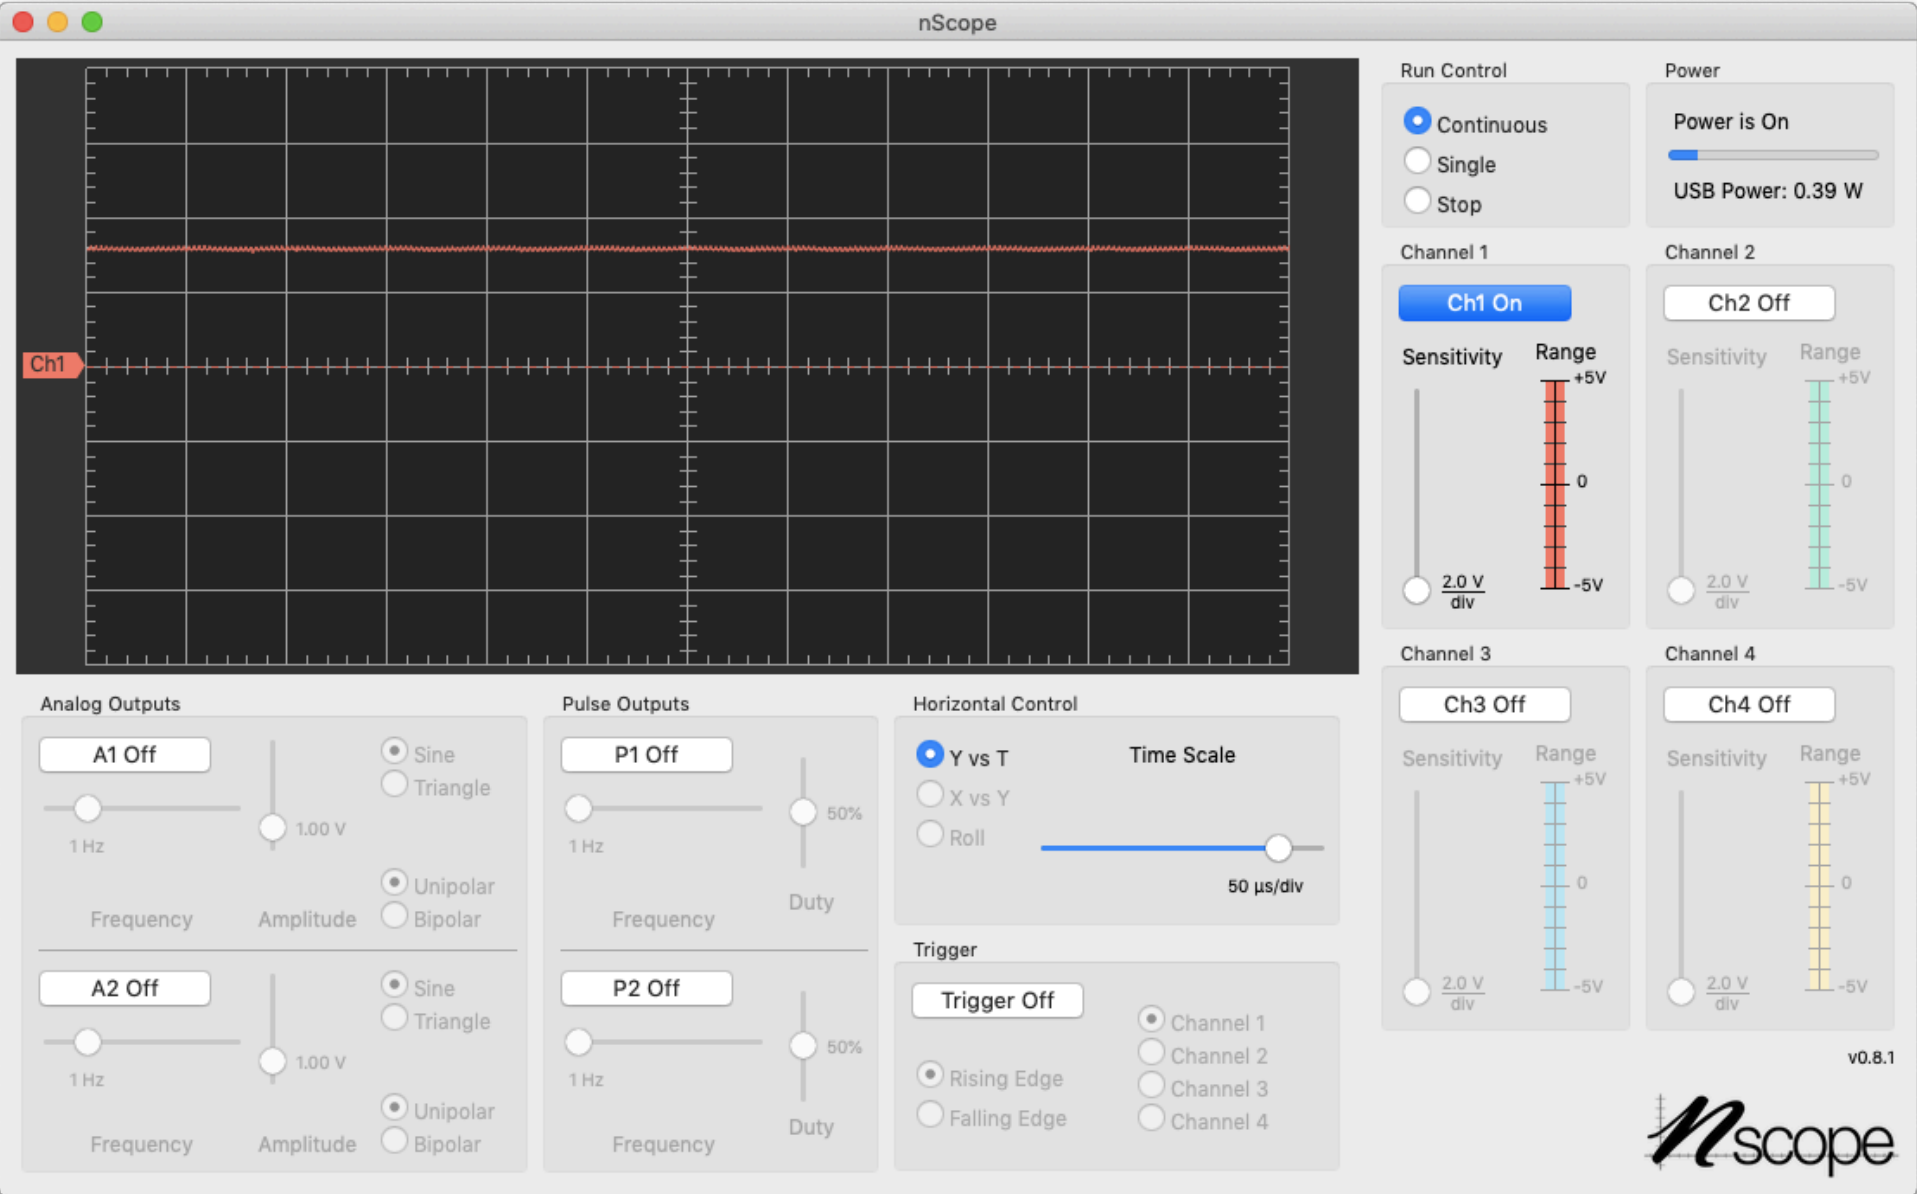 nScope
Ch1
Run Control
Continuous
Single
Stop
Power
Power is On
USB Power: 0.39 W
Channel 1
Ch1 On
Sensitivity
Range
+5V
0
-5V
2.0 V
div
Channel 2
Ch2 Off
Sensitivity
Range
+5V
0
-5V
2.0 V
div
Channel 3
Ch3 Off
Sensitivity
Range
+5V
0
-5V
2.0 V
div
Channel 4
Ch4 Off
Sensitivity
Range
+5V
0
-5V
2.0 V
div
Analog Outputs
A1 Off
1 Hz
Frequency
1.00 V
Amplitude
Sine
Triangle
Unipolar
Bipolar
A2 Off
1 Hz
Frequency
1.00 V
Amplitude
Sine
Triangle
Unipolar
Bipolar
Pulse Outputs
P1 Off
1 Hz
Frequency
50%
Duty
P2 Off
1 Hz
Frequency
50%
Duty
Horizontal Control
Y vs T
X vs Y
Roll
Time Scale
50 µs/div
Trigger
Trigger Off
Rising Edge
Falling Edge
Channel 1
Channel 2
Channel 3
Channel 4
v0.8.1
nscope